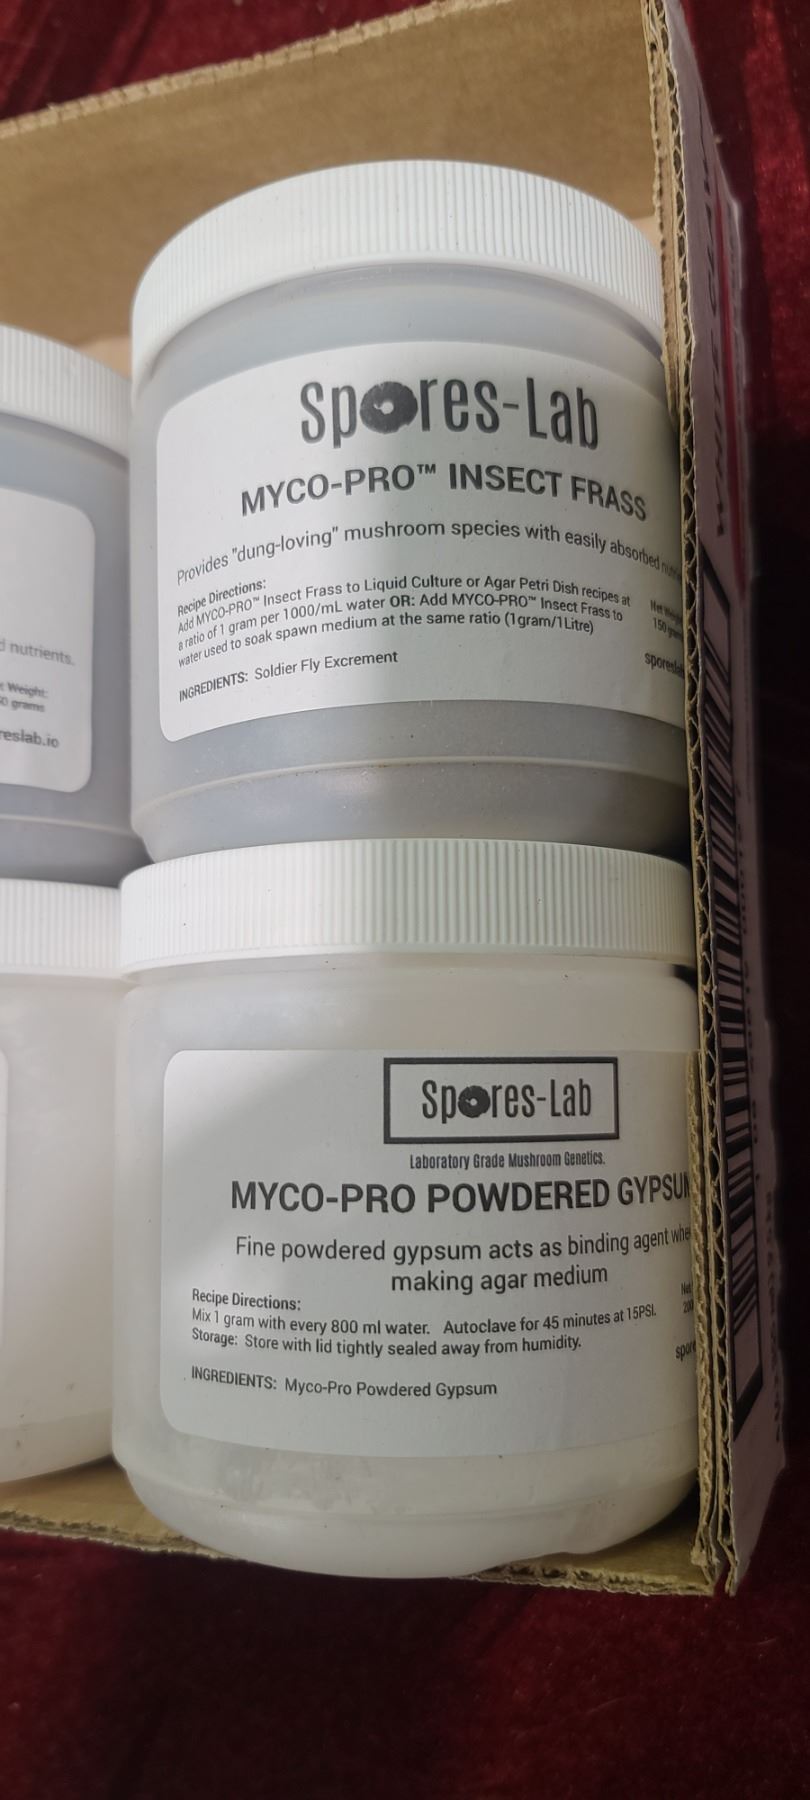 Spores-Lab
MYCO-PRO™ INSECT FRASS
Provides "dung-loving" mushroom species with easily absorbed
Recipe Directions:
Add MYCO-PRO™ Insect Frass to Liquid Culture or Agar Petri Dish recipes at
a ratio of 1 gram per 1000/mL water OR: Add MYCO-PRO™ Insect Frass to
water used to soak spawn medium at the same ratio (1gram/1Litre)
Net Weight
150 grams
INGREDIENTS: Soldier Fly Excrement
sporeslab
nutrients.
Weight:
grams
reslab.io
Spores-Lab
Laboratory Grade Mushroom Genetics.
MYCO-PRO POWDERED GYPSUM
Fine powdered gypsum acts as binding agent whe
making agar medium
Recipe Directions:
Mix 1 gram with every 800 ml water. Autoclave for 45 minutes at 15PSI.
Storage: Store with lid tightly sealed away from humidity.
Net
200
spore
INGREDIENTS: Myco-Pro Powdered Gypsum
WHITE CLAW